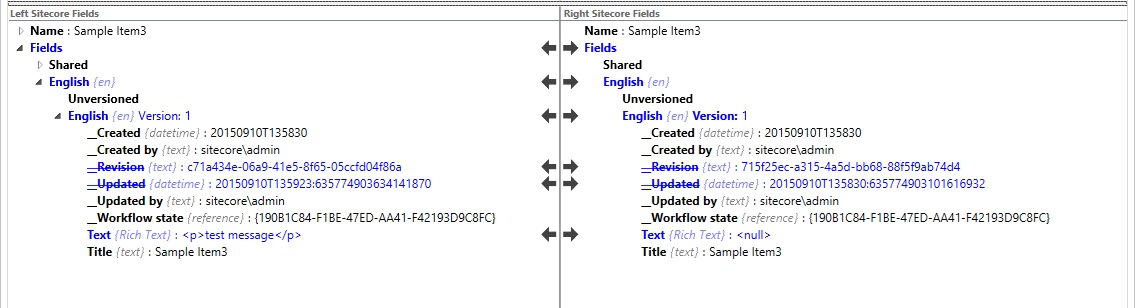 Left Sitecore Fields
Name : Sample Item3
Fields
Shared
English {en}
Unversioned
English {en} Version: 1
__Created {datetime} : 20150910T135830
__Created by {text} : sitecore\admin
__Revision {text} : c71a434e-06a9-41e5-8f65-05ccfd04f86a
__Updated {datetime} : 20150910T135923:635774903634141870
__Updated by {text} : sitecore\admin
__Workflow state {reference} : {190B1C84-F1BE-47ED-AA41-F42193D9C8FC}
Text {Rich Text} : <p>test message</p>
Title {text} : Sample Item3
Right Sitecore Fields
Name : Sample Item3
Fields
Shared
English {en}
Unversioned
English {en} Version: 1
__Created {datetime} : 20150910T135830
__Created by {text} : sitecore\admin
__Revision {text} : 715f25ec-a315-4a5d-bb68-88f5f9ab74d4
__Updated {datetime} : 20150910T135830:635774903101616932
__Updated by {text} : sitecore\admin
__Workflow state {reference} : {190B1C84-F1BE-47ED-AA41-F42193D9C8FC}
Text {Rich Text} : <null>
Title {text} : Sample Item3